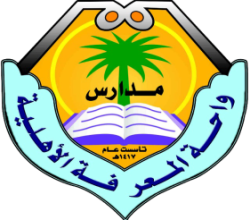 مدارس
واحة المعرفة الأهلية
تأسست عام
١٤١٧هـ